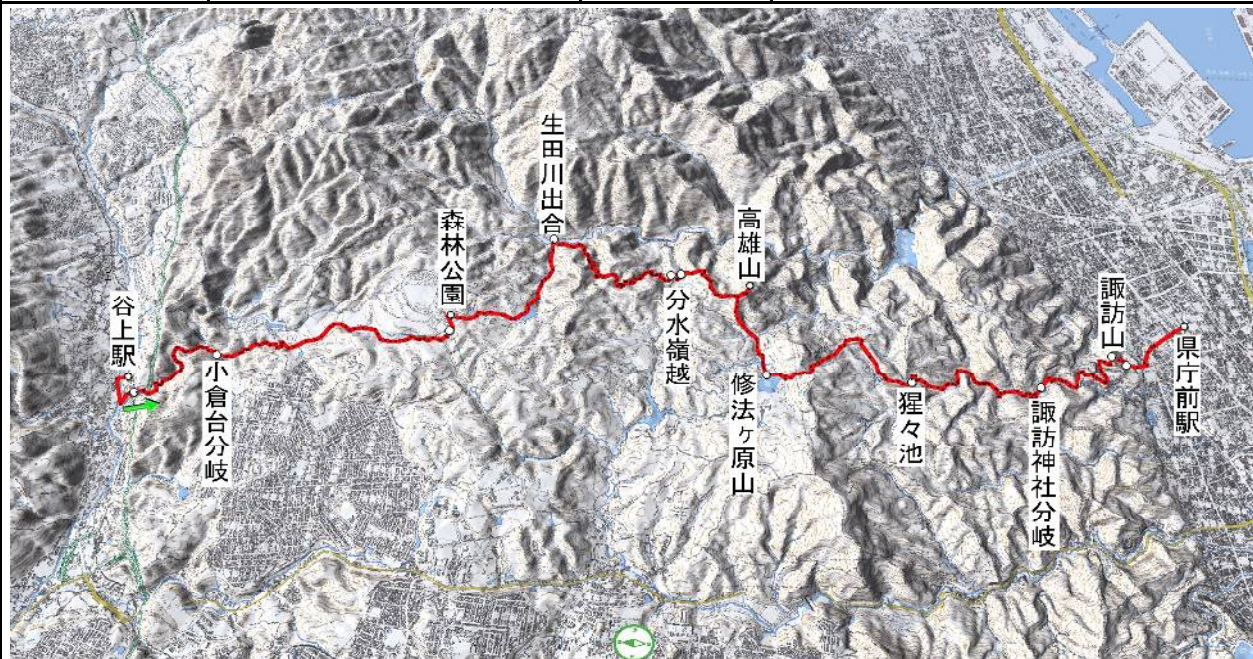 谷上駅
小倉台分岐
森林公園
生田川出合
分水嶺越
高雄山
修法ヶ原山
猩々池
諏訪神社分岐
諏訪山
県庁前駅